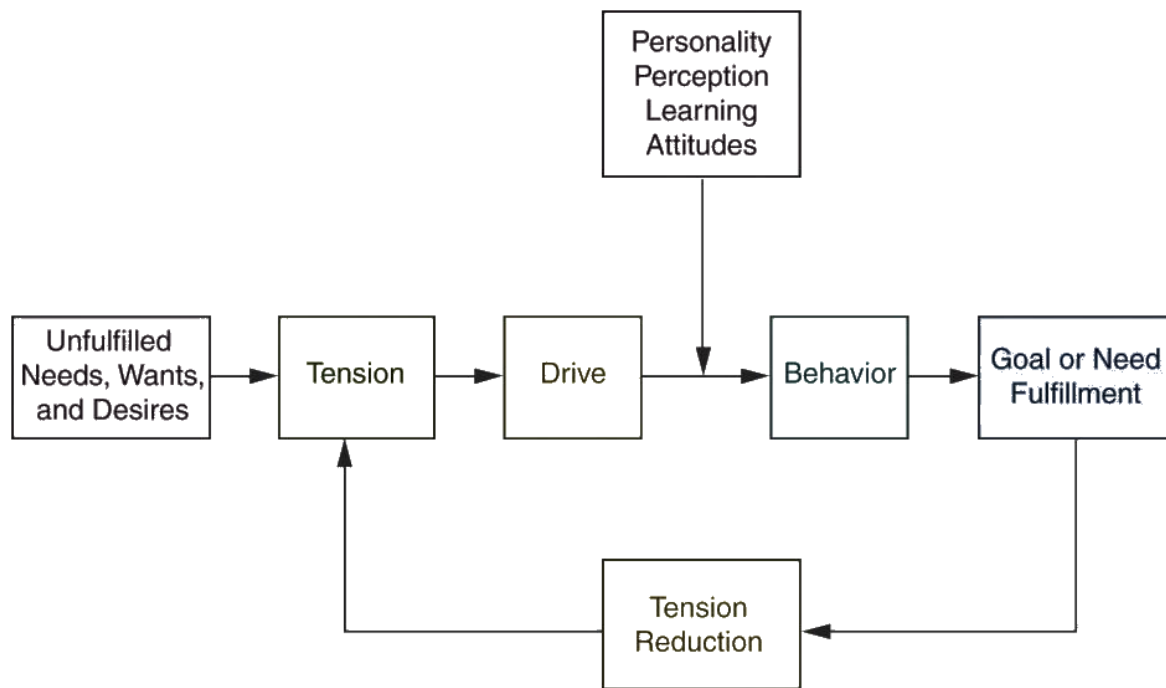 Personality
Perception
Learning
Attitudes
Unfulfilled
Needs, Wants,
and Desires
Tension
Drive
Behavior
Goal or Need
Fulfillment
Tension
Reduction